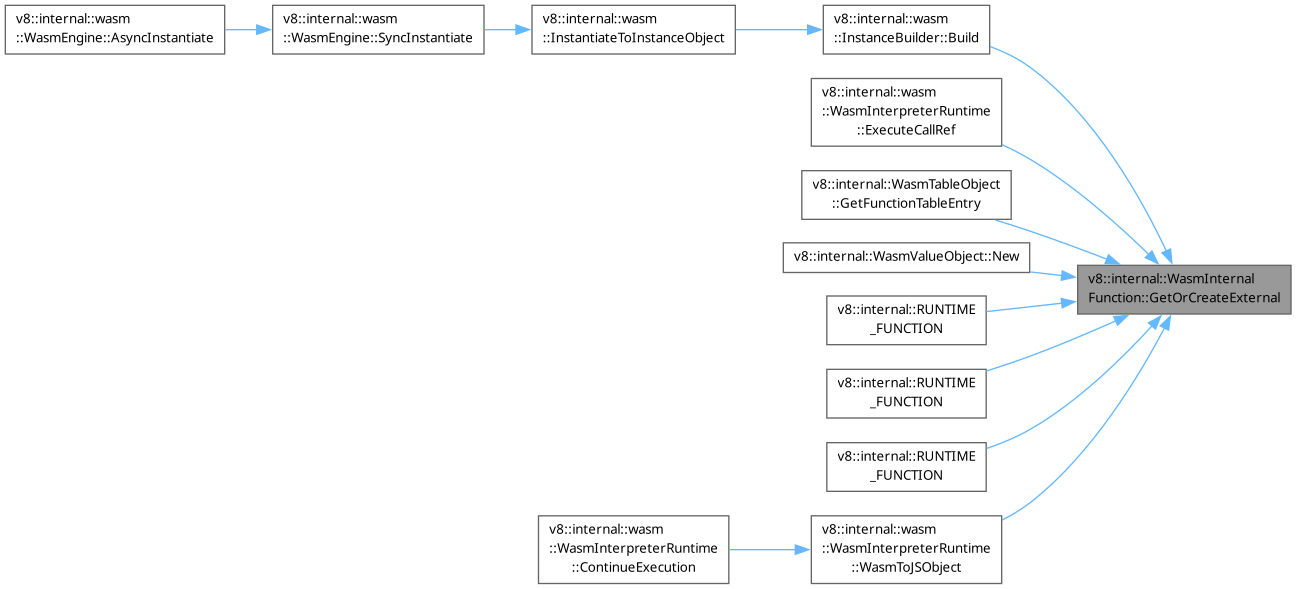 v8::internal::wasm
::WasmEngine::AsyncInstantiate
v8::internal::wasm
::WasmEngine::SyncInstantiate
v8::internal::wasm
::InstantiateToInstanceObject
v8::internal::wasm
::InstanceBuilder::Build
v8::internal::wasm
::WasmInterpreterRuntime
::ExecuteCallRef
v8::internal::WasmTableObject
::GetFunctionTableEntry
v8::internal::WasmValueObject::New
v8::internal::WasmInternal
Function::GetOrCreateExternal
v8::internal::RUNTIME
_FUNCTION
v8::internal::RUNTIME
_FUNCTION
v8::internal::RUNTIME
_FUNCTION
v8::internal::wasm
::WasmInterpreterRuntime
::ContinueExecution
v8::internal::wasm
::WasmInterpreterRuntime
::WasmToJSObject